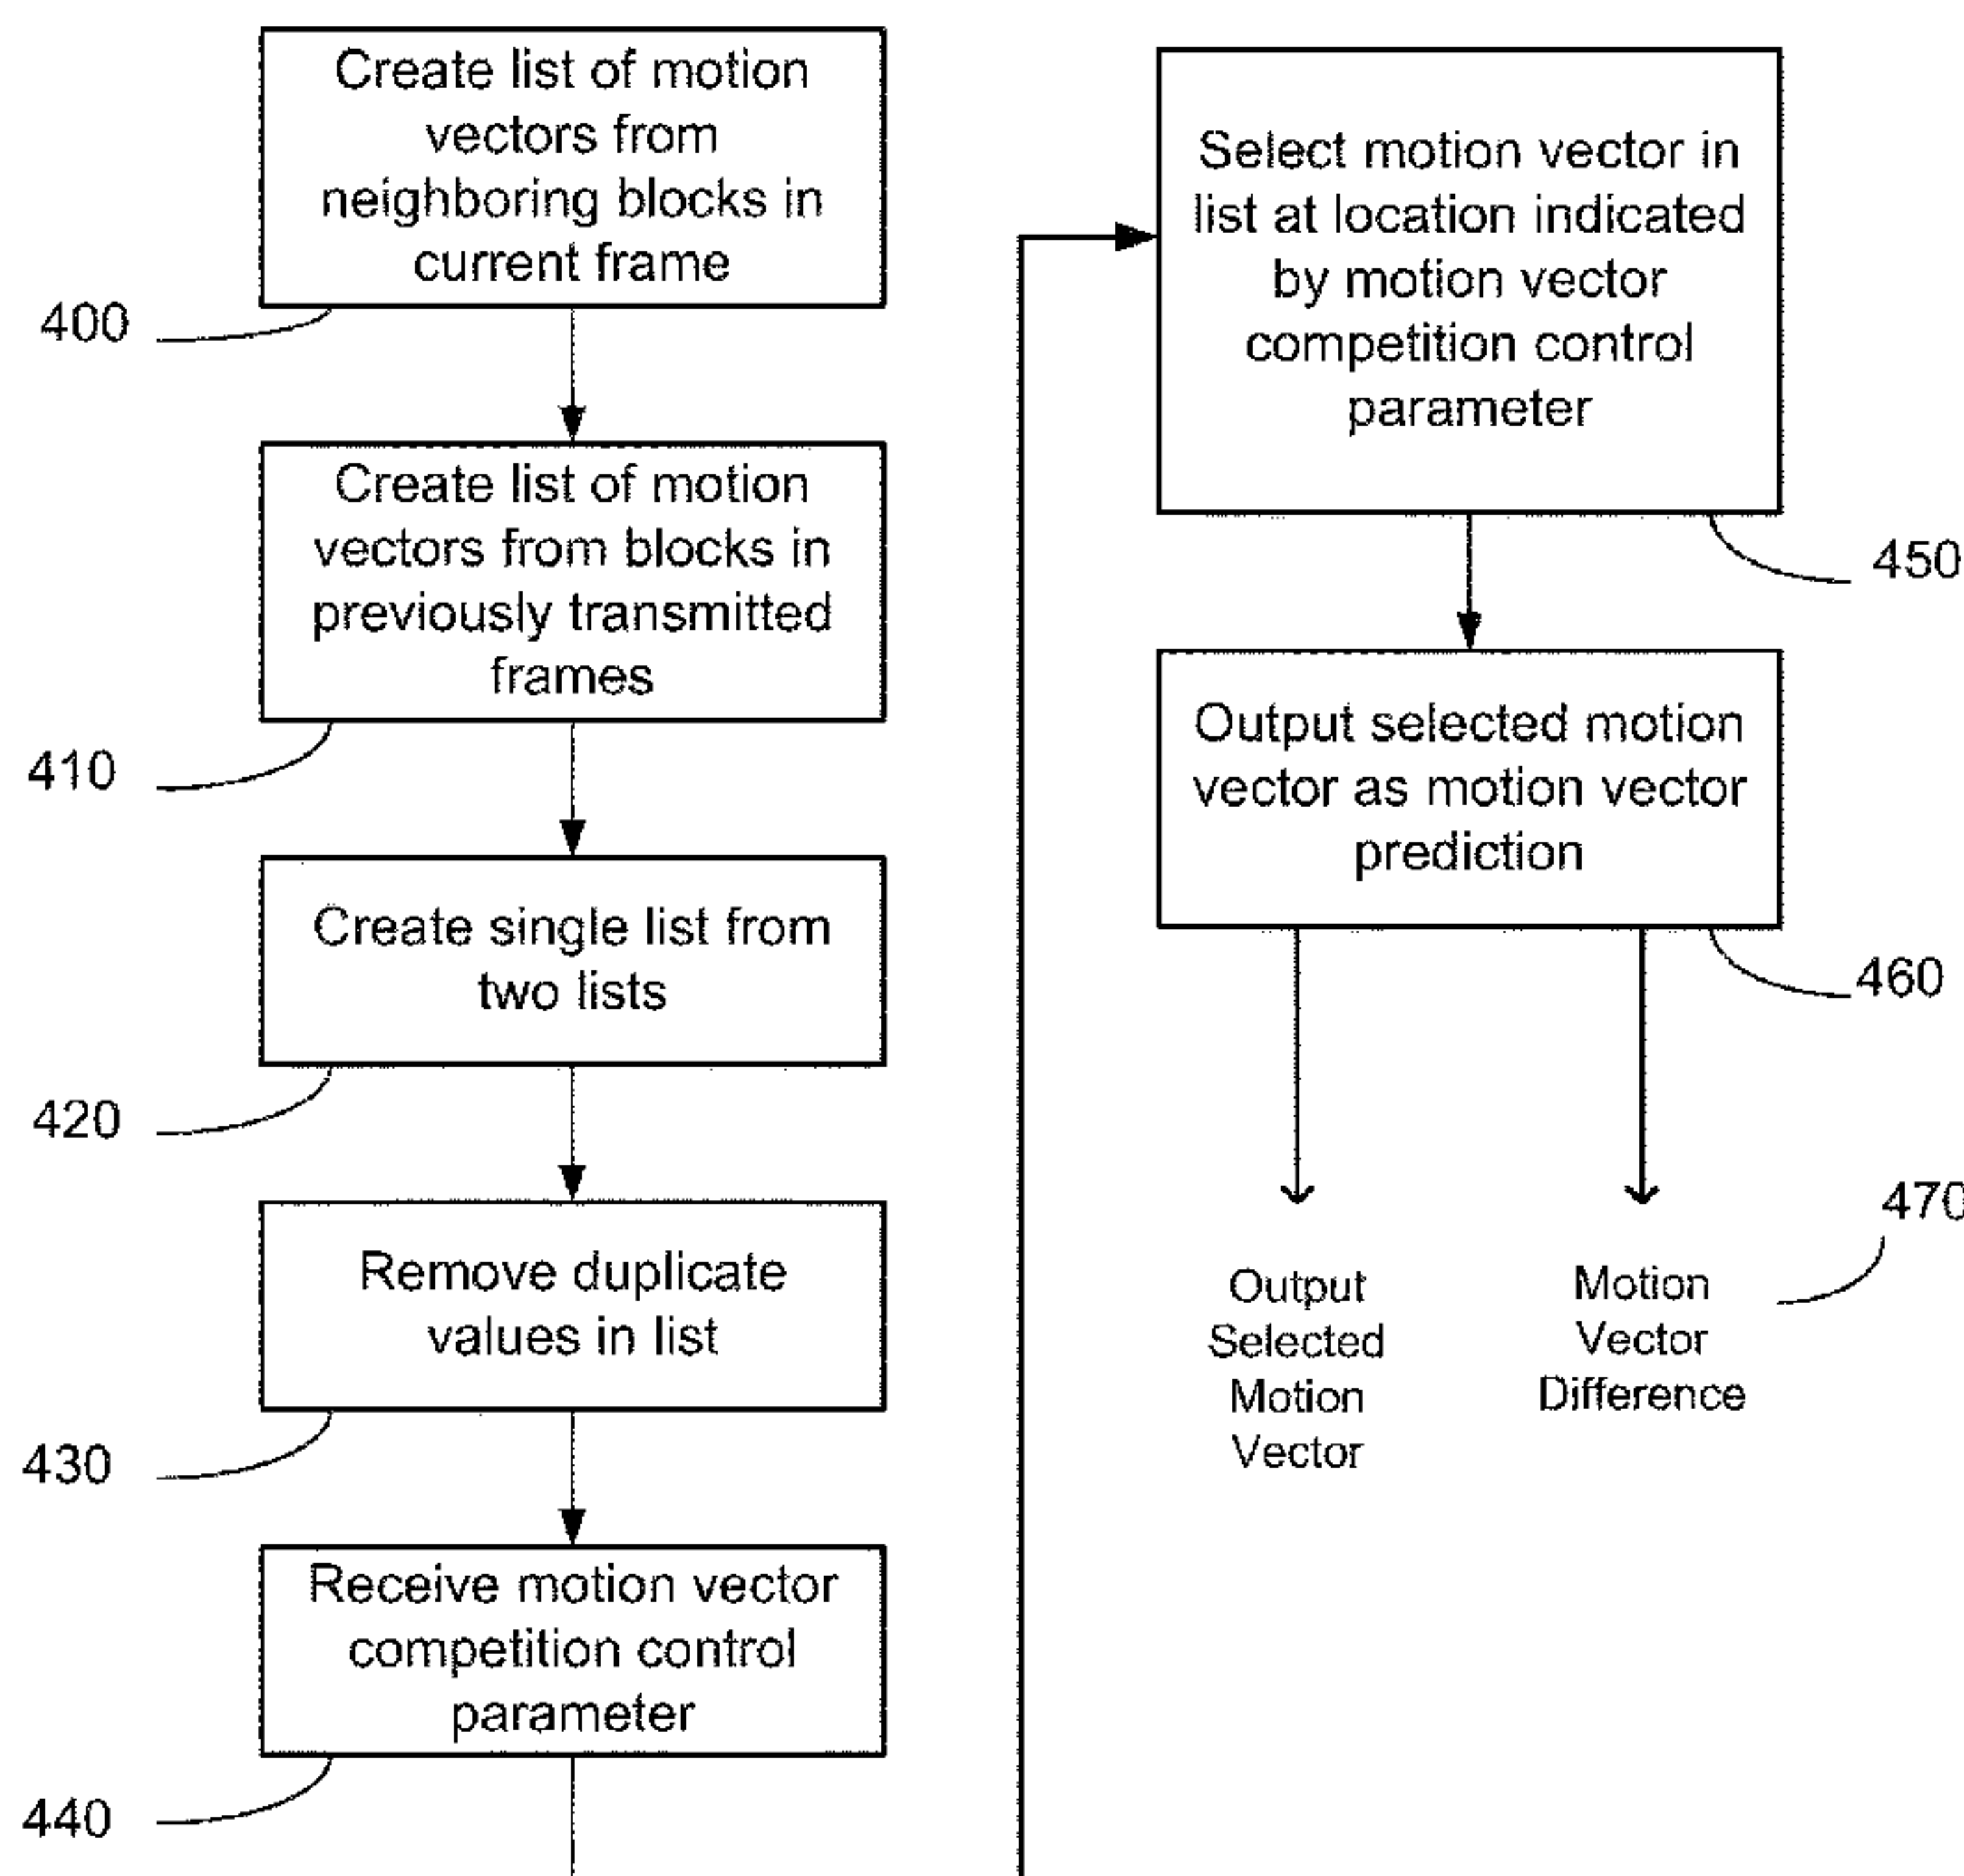 Create list of motion
vectors from
neighboring blocks in
current frame
400
Create list of motion
vectors from blocks in
previously transmitted
frames
410
Create single list from
two lists
420
Remove duplicate
values in list
430
Receive motion vector
competition control
parameter
440
Select motion vector in
list at location indicated
by motion vector
competition control
parameter
450
Output selected motion
vector as motion vector
prediction
460
Output
Selected
Motion
Vector
Motion
Vector
Difference
470